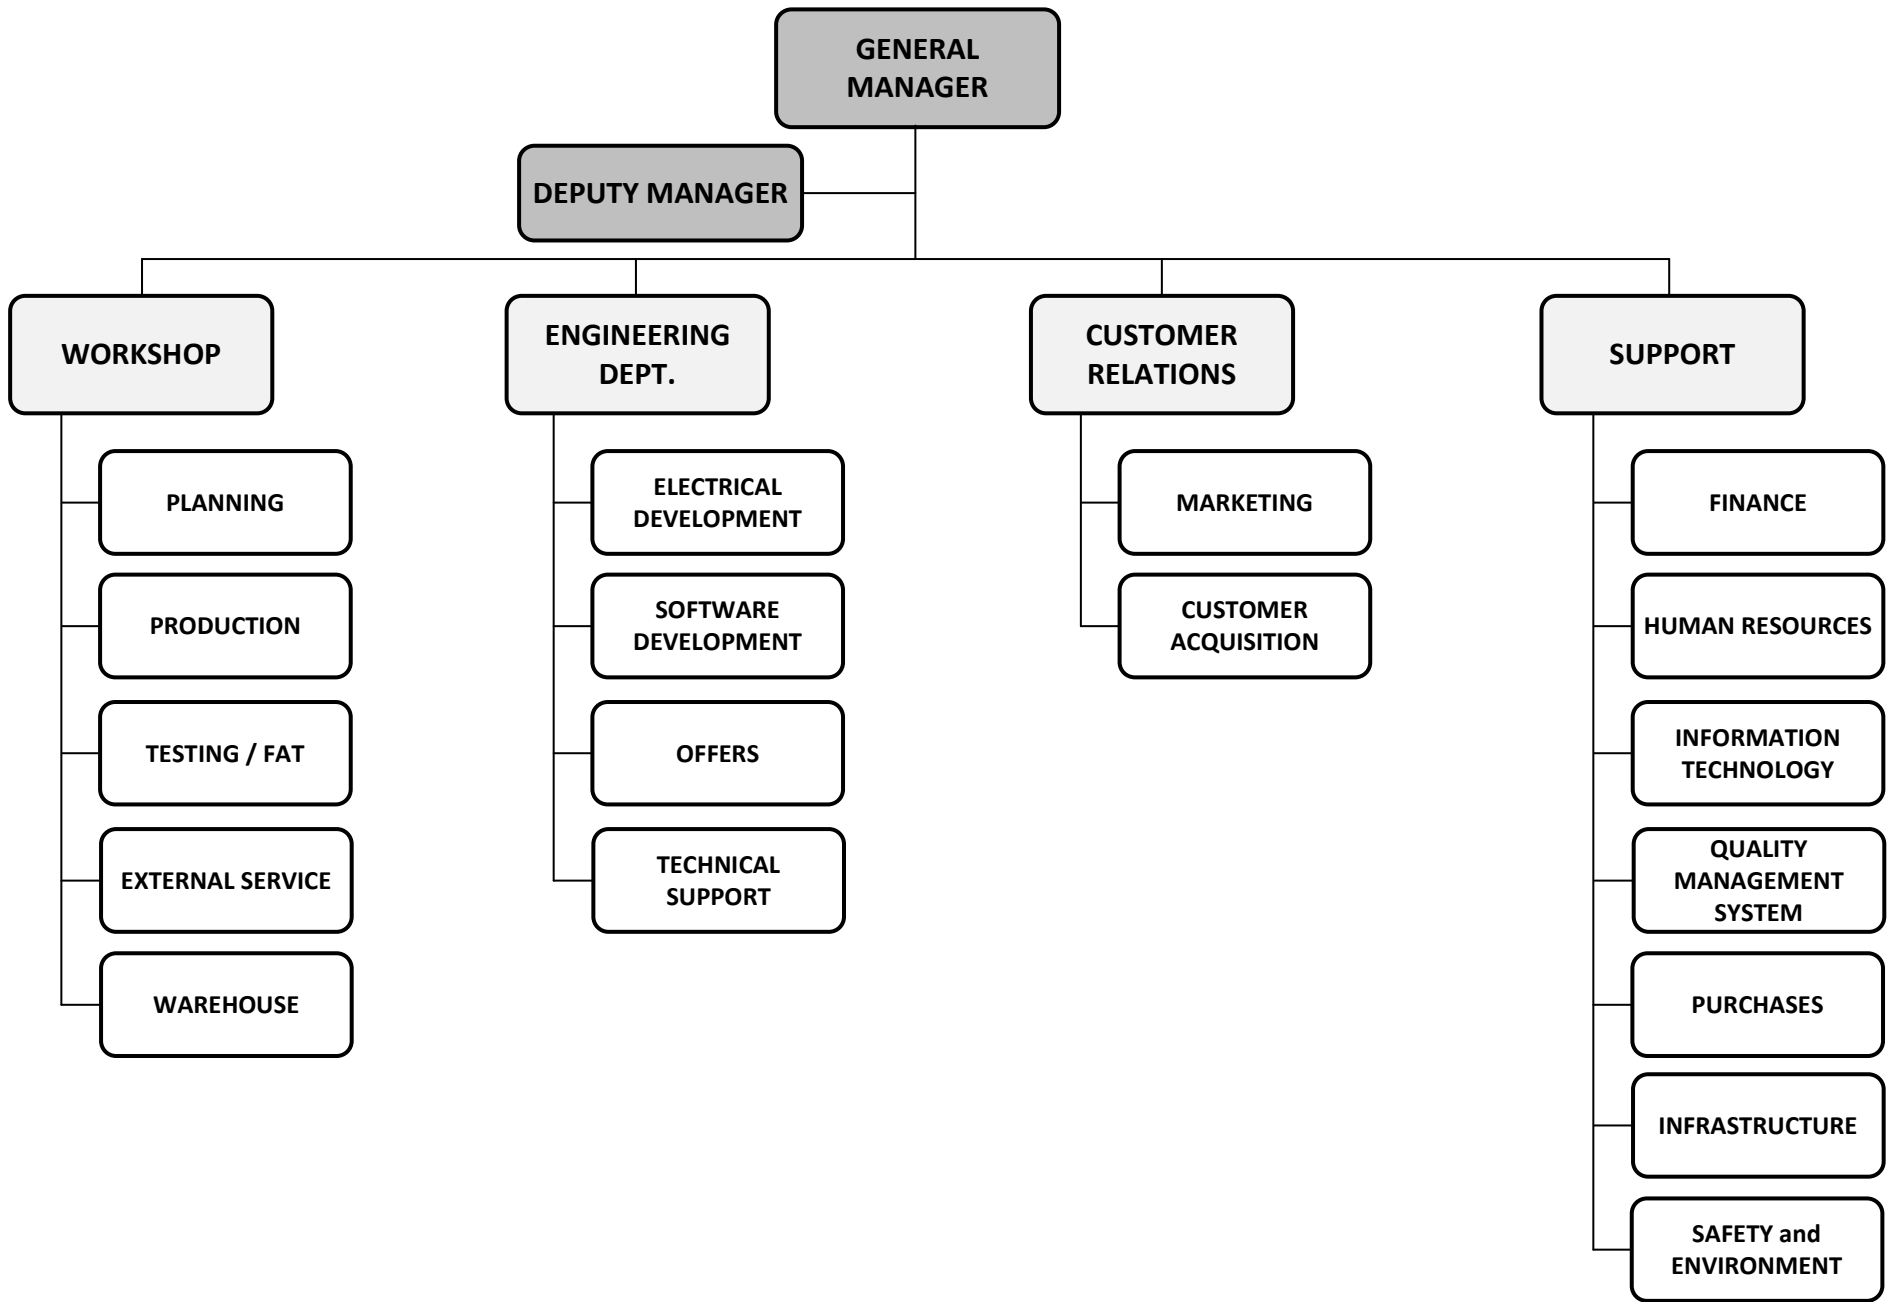 GENERAL
MANAGER
DEPUTY MANAGER
WORKSHOP
PLANNING
PRODUCTION
TESTING / FAT
EXTERNAL SERVICE
WAREHOUSE
ENGINEERING
DEPT.
ELECTRICAL
DEVELOPMENT
SOFTWARE
DEVELOPMENT
OFFERS
TECHNICAL
SUPPORT
CUSTOMER
RELATIONS
MARKETING
CUSTOMER
ACQUISITION
SUPPORT
FINANCE
HUMAN RESOURCES
INFORMATION
TECHNOLOGY
QUALITY
MANAGEMENT
SYSTEM
PURCHASES
INFRASTRUCTURE
SAFETY and
ENVIRONMENT